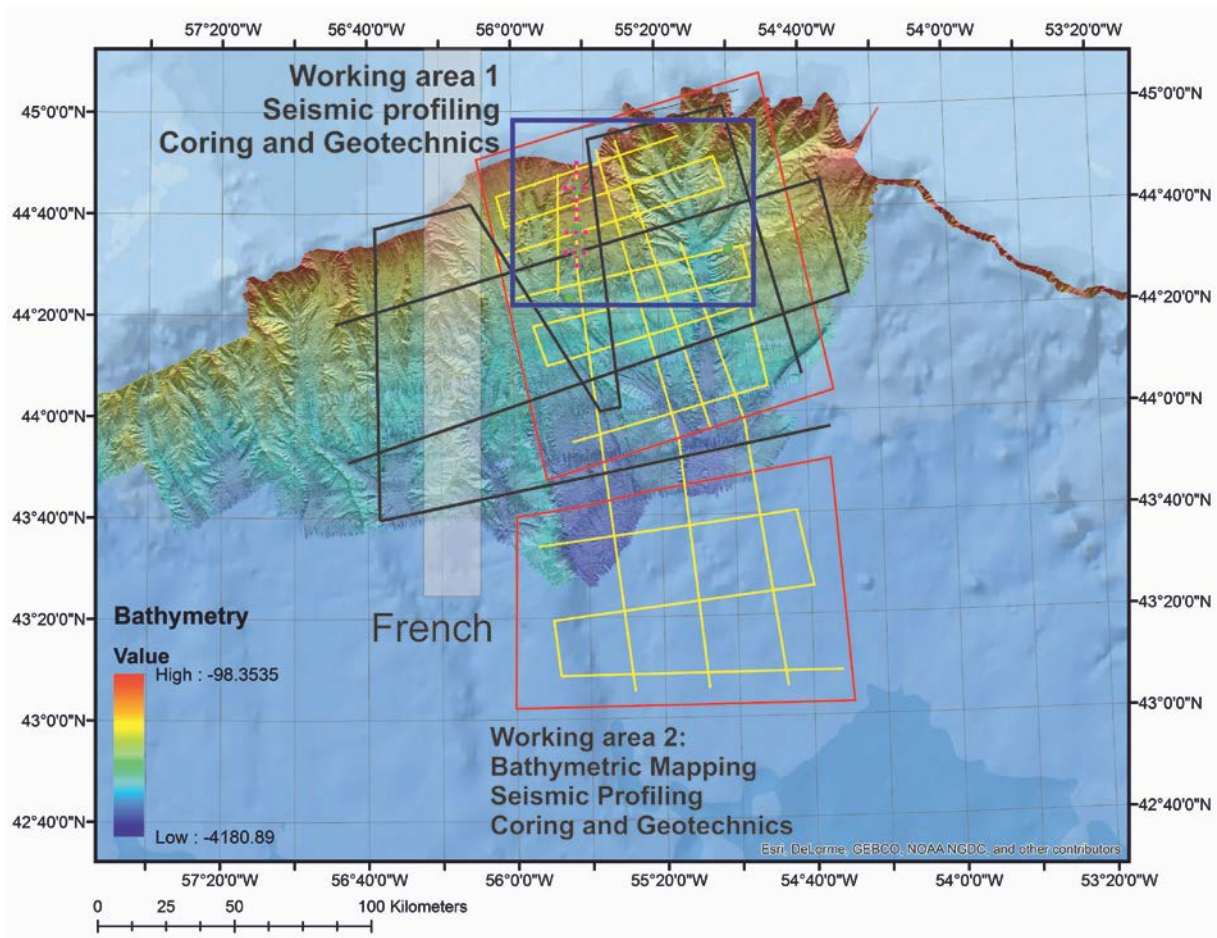 57°20'0"W 56°40'0"W 56°0'0"W 55°20'0"W 54°40'0"W 54°0'0"W 53°20'0"W
Working area 1
Seismic profiling
Coring and Geotechnics
45°0'0"N
44°40'0"N
44°20'0"N
44°0'0"N
43°40'0"N
43°20'0"N
43°0'0"N
42°40'0"N
45°0'0"N
44°40'0"N
44°20'0"N
44°0'0"N
43°40'0"N
43°20'0"N
43°0'0"N
42°40'0"N
French
Bathymetry
Value
High : -98.3535
Low : -4180.89
Working area 2:
Bathymetric Mapping
Seismic Profiling
Coring and Geotechnics
Esri, DeLorme, GEBCO, NOAA NGDC, and other contributors
57°20'0"W 56°40'0"W 56°0'0"W 55°20'0"W 54°40'0"W 54°0'0"W 53°20'0"W
0 25 50 100 Kilometers